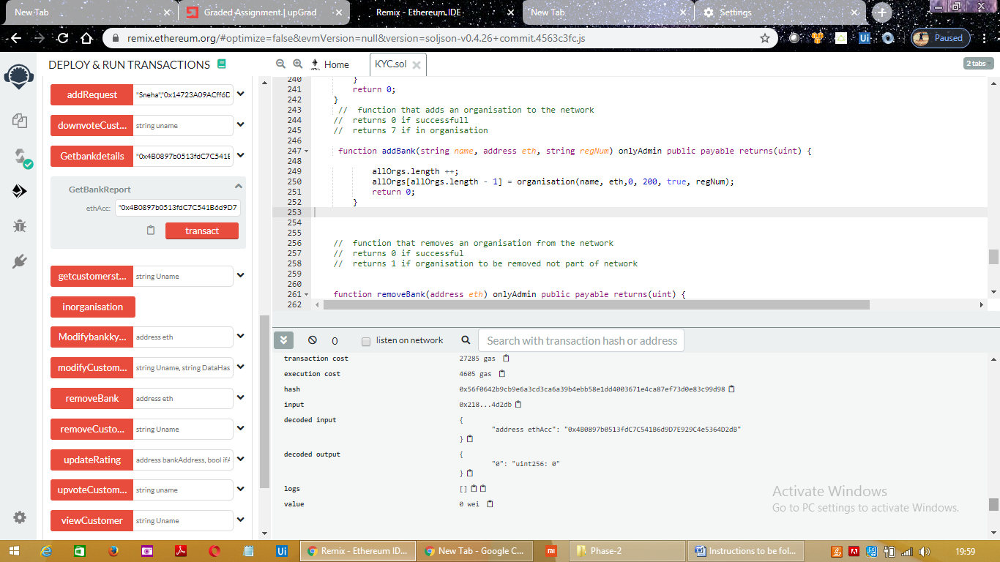 New Tab
Graded Assignment | upGrad
Remix - Ethereum IDE
New Tab
Settings
remix.ethereum.org/#optimize=false&evmVersion=null&version=soljson-v0.4.26+commit.4563c3fc.js
Ui
Paused
DEPLOY & RUN TRANSACTIONS
Home
KYC.sol
2 tabs
addRequest "Sneha","0x14723A09ACff6D
downvoteCust... string uname
Getbankdetails "0x4B0897b0513fdC7C541B
GetBankReport
ethAcc: "0x4B0897b0513fdC7C541B6d9D7
transact
getcustomerst... string Uname
inorganisation
Modifybankky... address eth
modifyCustom... string Uname, string DataHas
removeBank address eth
removeCusto... string Uname
updateRating address bankAddress, bool ifA
upvoteCustom... string uname
viewCustomer string Uname
240 }
241 return 0;
242 }
243 // function that adds an organisation to the network
244 // returns 0 if successfull
245 // returns 7 if in organisation
246
247 function addBank(string name, address eth, string regNum) onlyAdmin public payable returns(uint) {
248
249 allOrgs.length ++;
250 allOrgs[allOrgs.length - 1] = organisation(name, eth,0, 200, true, regNum);
251 return 0;
252 }
253
254
255
256 // function that removes an organisation from the network
257 // returns 0 if successful
258 // returns 1 if organisation to be removed not part of network
259
260
261 function removeBank(address eth) onlyAdmin public payable returns(uint) {
262
0
listen on network
Search with transaction hash or address
transaction cost 27285 gas
execution cost 4605 gas
hash 0x56f0642b9cb9e6a3cd3ca6a39b4ebb58e1dd4003671e4ca87ef73d0e83c99d98
input 0x218...4d2db
decoded input {
"address ethAcc": "0x4B0897b0513fdC7C541B6d9D7E929C4e5364D2dB"
}
decoded output {
"0": "uint256: 0"
}
logs []
value 0 wei
Activate Windows
Go to PC settings to activate Windows.
Ui
Remix - Ethereum ID...
New Tab - Google C...
mi
Phase-2
Instructions to be fol...
19:59